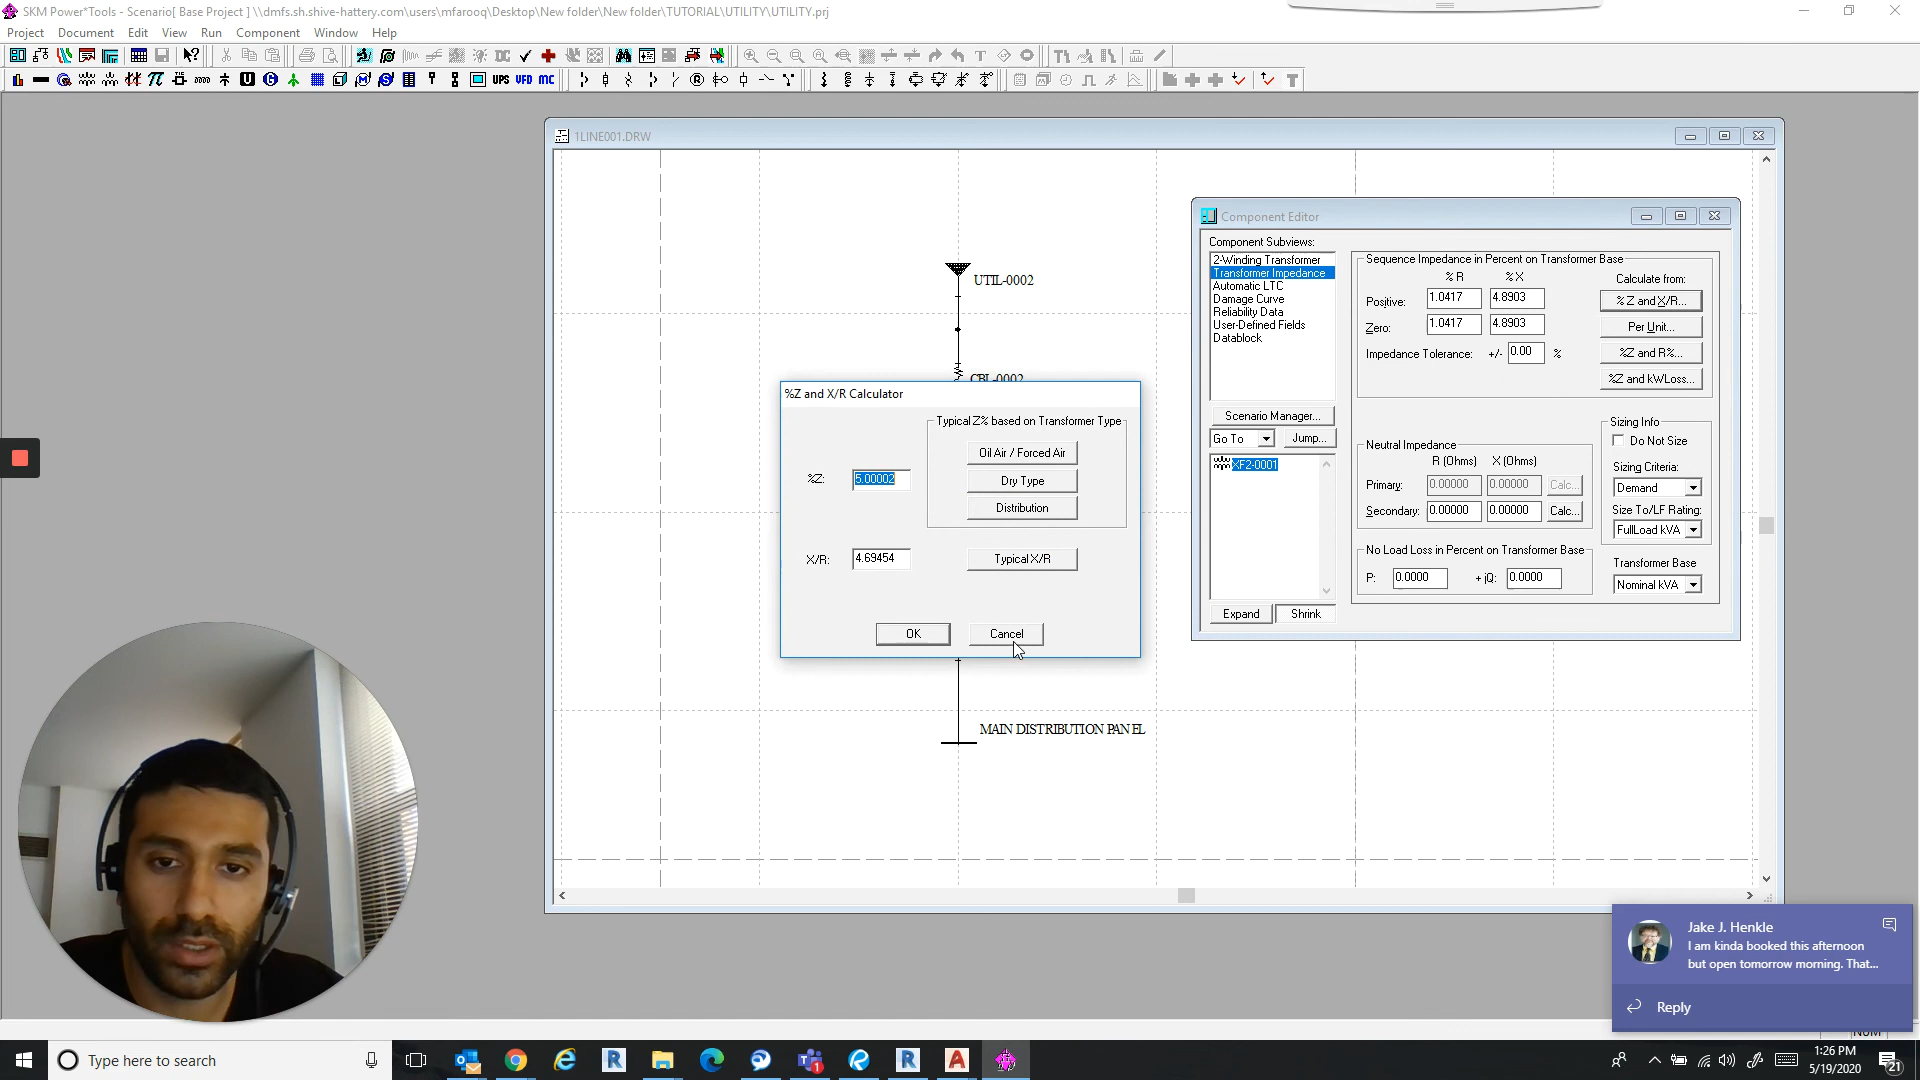 SKM Power*Tools - Scenario[ Base Project ] \\dmfs.sh.shive-hattery.com\users\mfarooq\Desktop\New folder\New folder\TUTORIAL\UTILITY\UTILITY.prj
Project Document Edit View Run Component Window Help
UPS VFD MC
1LINE001.DRW
UTIL-0002
CBL-0002
MAIN DISTRIBUTION PANEL
%Z and X/R Calculator
Typical Z% based on Transformer Type
Oil Air / Forced Air
%Z: 5.00002 Dry Type
Distribution
X/R: 4.69454 Typical X/R
OK Cancel
Component Editor
Component Subviews:
2-Winding Transformer
Transformer Impedance
Automatic LTC
Damage Curve
Reliability Data
User-Defined Fields
Datablock
Scenario Manager...
Go To Jump...
XF2-0001
Expand Shrink
Sequence Impedance in Percent on Transformer Base
% R % X Calculate from:
Positive: 1.0417 4.8903 % Z and X/R...
Zero: 1.0417 4.8903 Per Unit...
Impedance Tolerance: +/- 0.00 % %Z and R%...
%Z and kWLoss...
Neutral Impedance
R (Ohms) X (Ohms)
Primary: 0.00000 0.00000 Calc...
Secondary: 0.00000 0.00000 Calc...
No Load Loss in Percent on Transformer Base
P: 0.0000 + jQ: 0.0000
Sizing Info
Do Not Size
Sizing Criteria:
Demand
Size To/LF Rating:
FullLoad kVA
Transformer Base
Nominal kVA
Jake J. Henkle
I am kinda booked this afternoon
but open tomorrow morning. That...
Reply
NUM
Type here to search
1:26 PM
5/19/2020
21